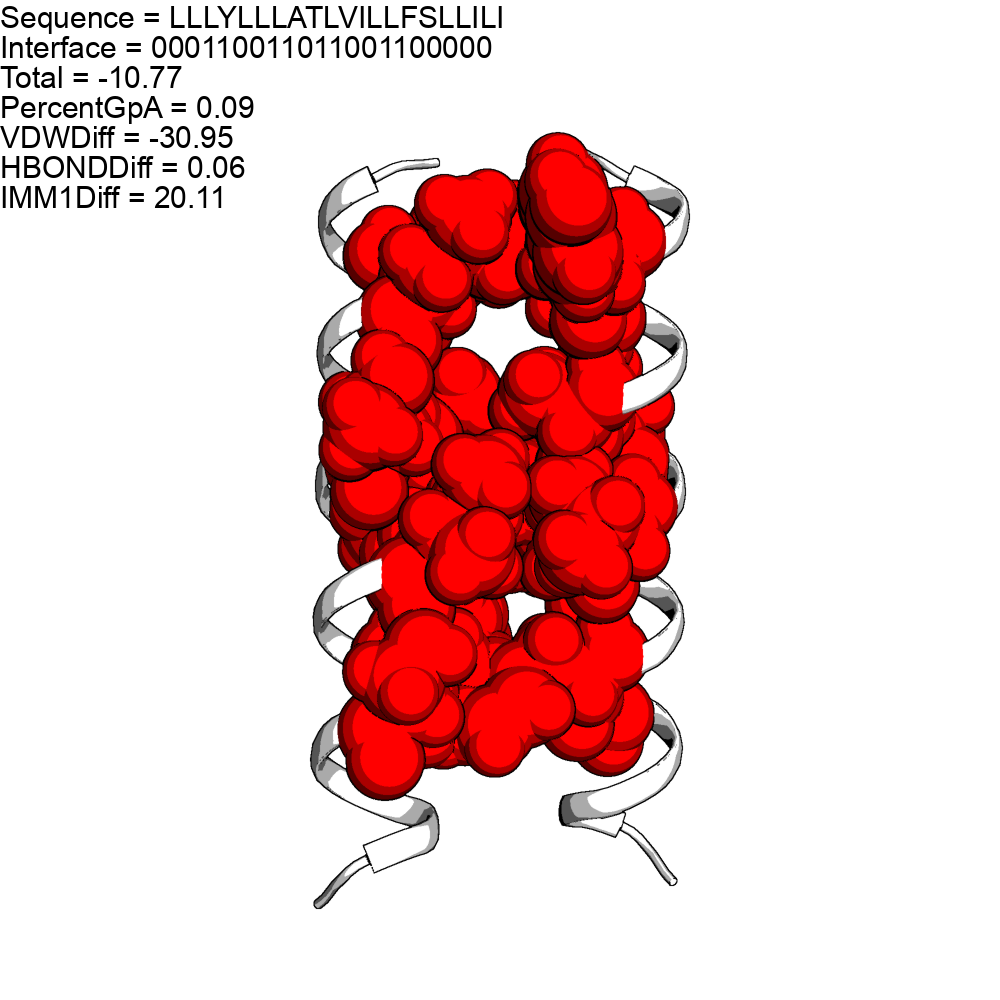 Sequence = LLLYLLLATLVILLFSLLILI
Interface = 000110011011001100000
Total = -10.77
PercentGpA = 0.09
VDWDiff = -30.95
HBONDDiff = 0.06
IMM1Diff = 20.11